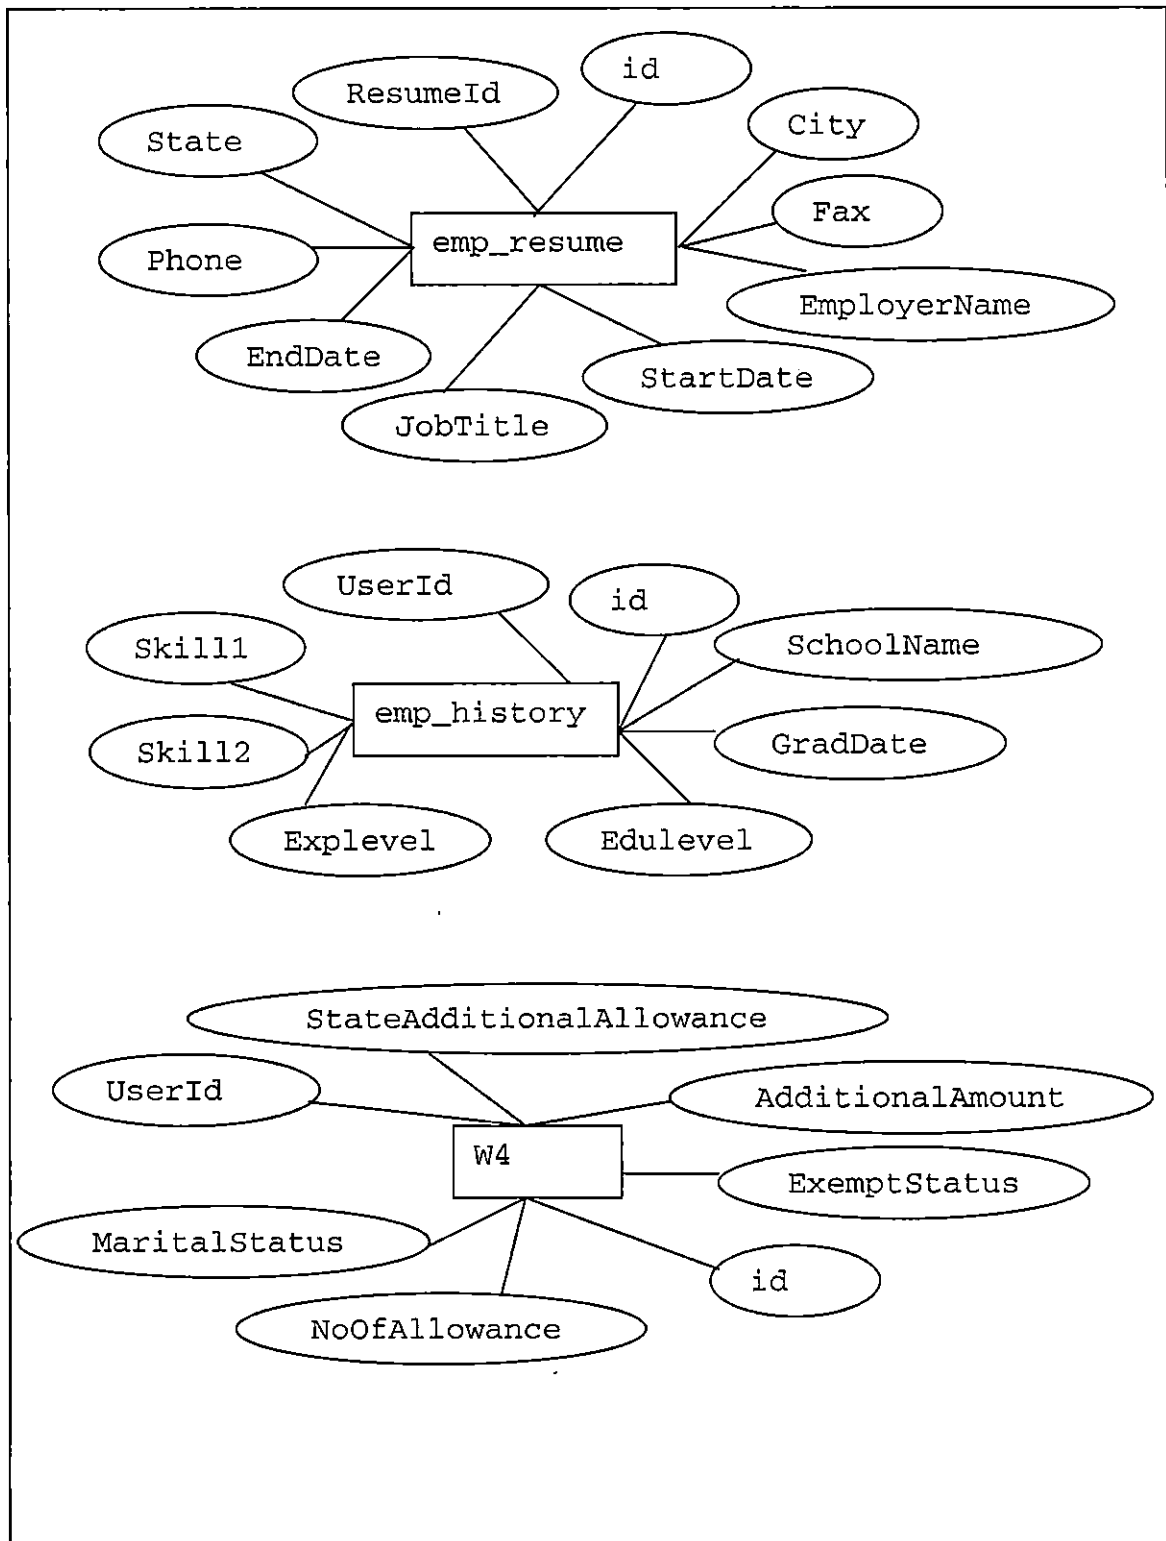 id
ResumeId
City
State
Fax
emp_resume
Phone
EmployerName
EndDate
StartDate
JobTitle
UserId
id
Skill1
SchoolName
emp_history
Skill2
GradDate
Explevel
Edulevel
StateAdditionalAllowance
UserId
AdditionalAmount
W4
ExemptStatus
MaritalStatus
id
NoOfAllowance